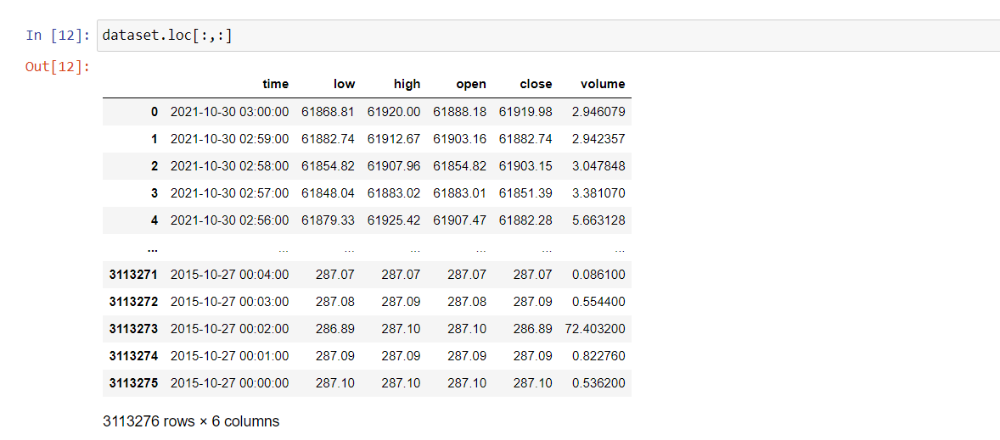 In [12]: dataset.loc[:,:]
Out[12]:
time low high open close volume
0 2021-10-30 03:00:00 61868.81 61920.00 61888.18 61919.98 2.946079
1 2021-10-30 02:59:00 61882.74 61912.67 61903.16 61882.74 2.942357
2 2021-10-30 02:58:00 61854.82 61907.96 61854.82 61903.15 3.047848
3 2021-10-30 02:57:00 61848.04 61883.02 61883.01 61851.39 3.381070
4 2021-10-30 02:56:00 61879.33 61925.42 61907.47 61882.28 5.663128
... ... ... ... ... ... ...
3113271 2015-10-27 00:04:00 287.07 287.07 287.07 287.07 0.086100
3113272 2015-10-27 00:03:00 287.08 287.09 287.08 287.09 0.554400
3113273 2015-10-27 00:02:00 286.89 287.10 287.10 286.89 72.403200
3113274 2015-10-27 00:01:00 287.09 287.09 287.09 287.09 0.822760
3113275 2015-10-27 00:00:00 287.10 287.10 287.10 287.10 0.536200
3113276 rows × 6 columns